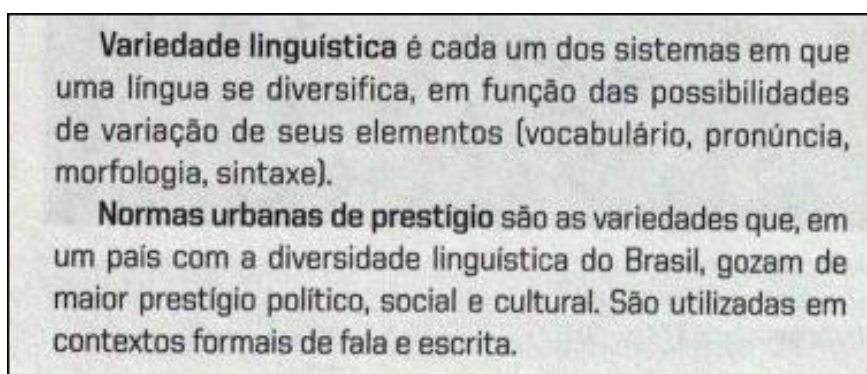 Variedade linguística é cada um dos sistemas em que
uma língua se diversifica, em função das possibilidades
de variação de seus elementos (vocabulário, pronúncia,
morfologia, sintaxe).
Normas urbanas de prestígio são as variedades que, em
um país com a diversidade linguística do Brasil, gozam de
maior prestígio político, social e cultural. São utilizadas em
contextos formais de fala e escrita.